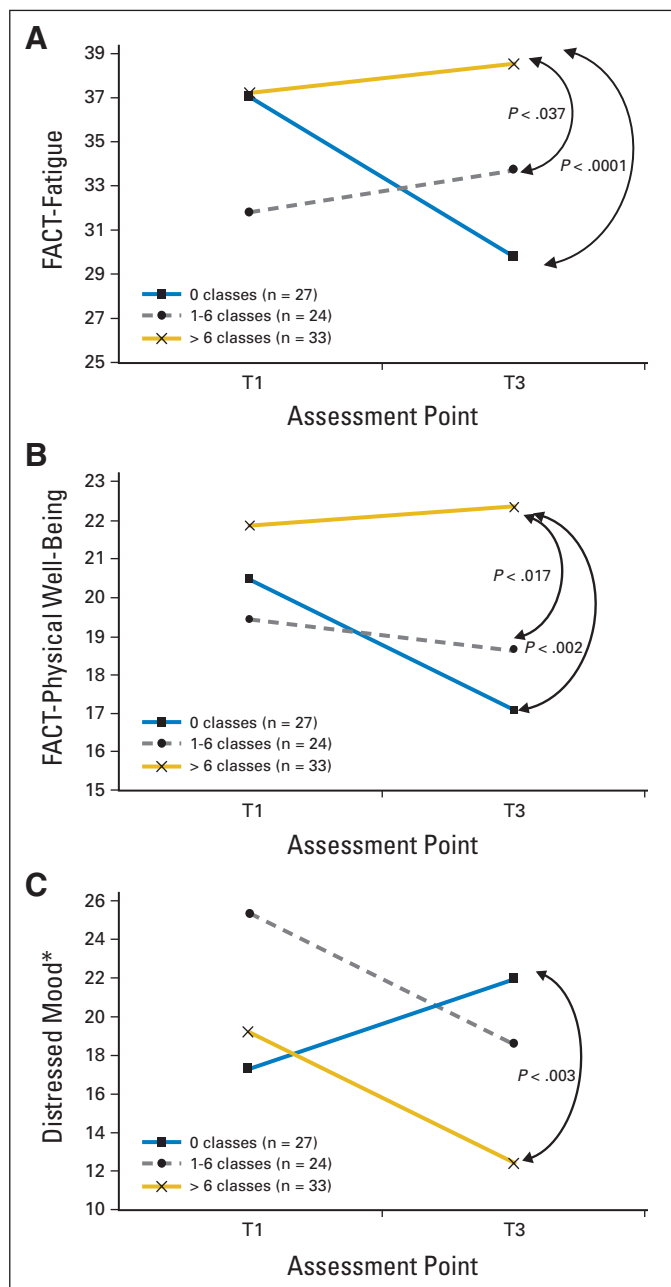 A
39
37
35
33
31
29
27
25
FACT-Fatigue
P < .037
P < .0001
0 classes (n = 27)
1-6 classes (n = 24)
> 6 classes (n = 33)
T1
T3
Assessment Point
B
23
22
21
20
19
18
17
16
15
FACT-Physical Well-Being
P < .017
P < .002
0 classes (n = 27)
1-6 classes (n = 24)
> 6 classes (n = 33)
T1
T3
Assessment Point
C
26
24
22
20
18
16
14
12
10
Distressed Mood*
P < .003
0 classes (n = 27)
1-6 classes (n = 24)
> 6 classes (n = 33)
T1
T3
Assessment Point